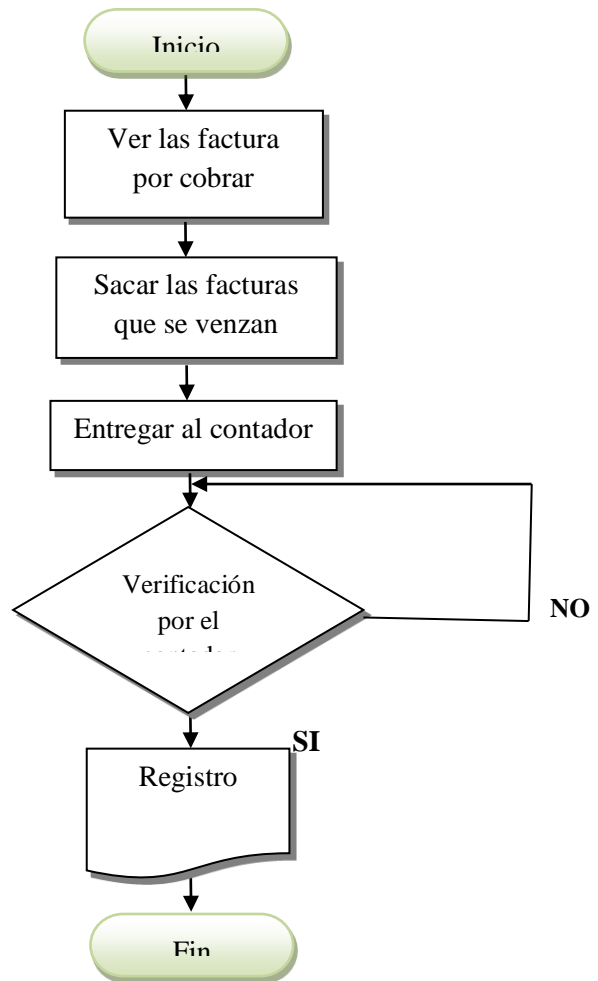 Inicio
Ver las factura
por cobrar
Sacar las facturas
que se venzan
Entregar al contador
Verificación
por el
contador
NO
SI
Registro
Fin